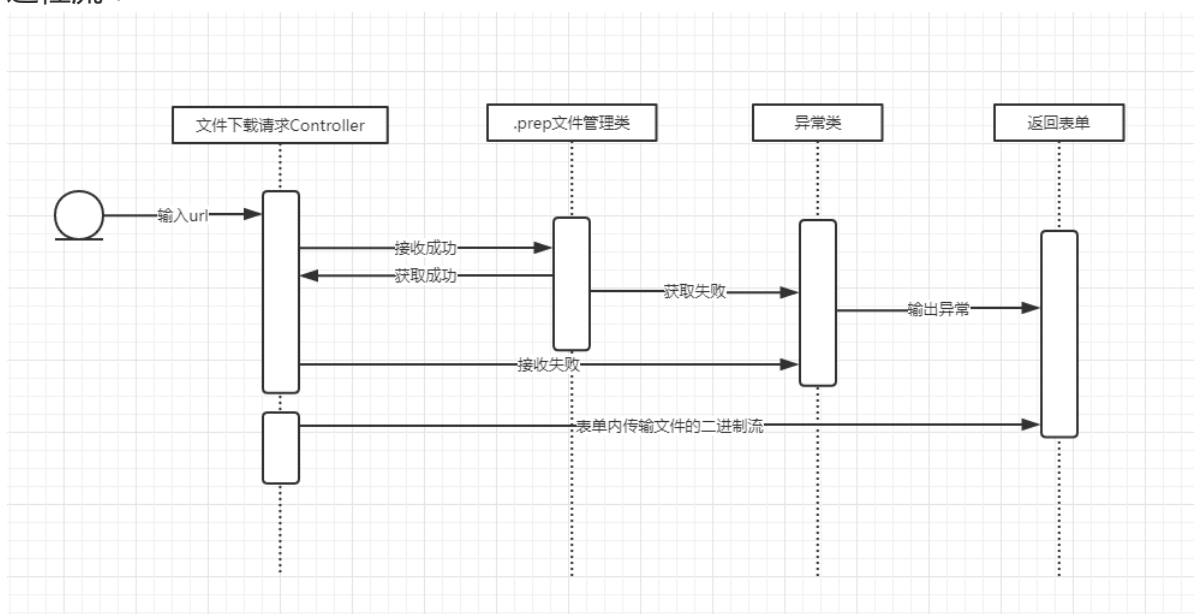 过程流：
文件下载请求Controller
.prep文件管理类
异常类
返回表单
输入url
接收成功
获取成功
获取失败
输出异常
接收失败
表单内传输文件的二进制流